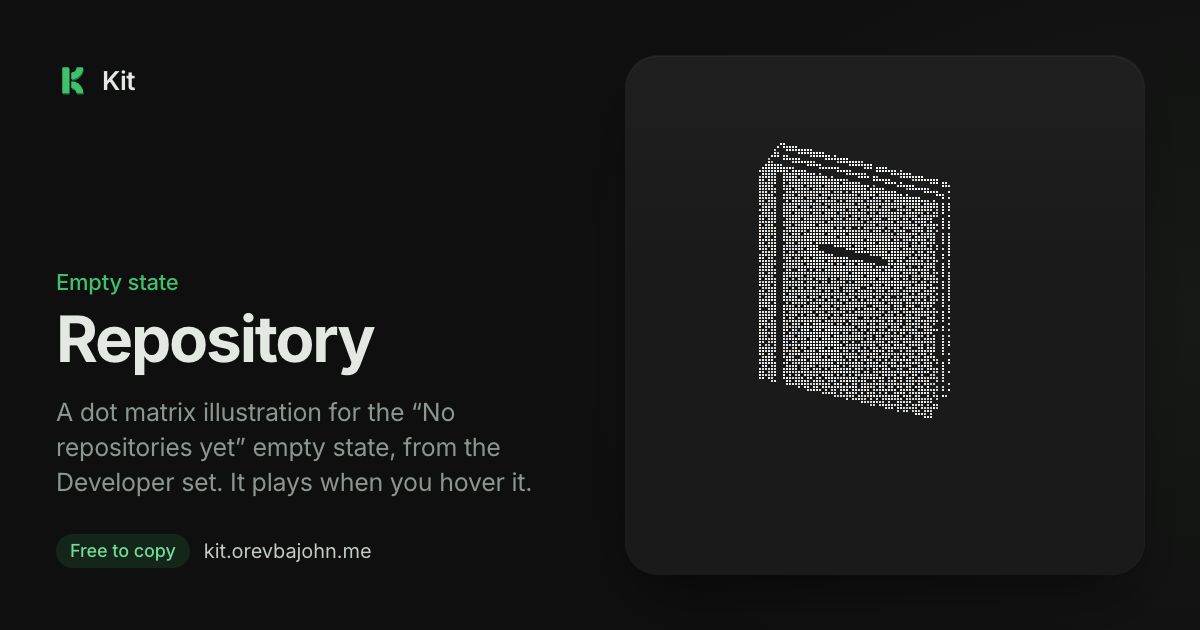 Kit
Empty state
Repository
A dot matrix illustration for the “No
repositories yet” empty state, from the
Developer set. It plays when you hover it.
Free to copy
kit.orevbajohn.me